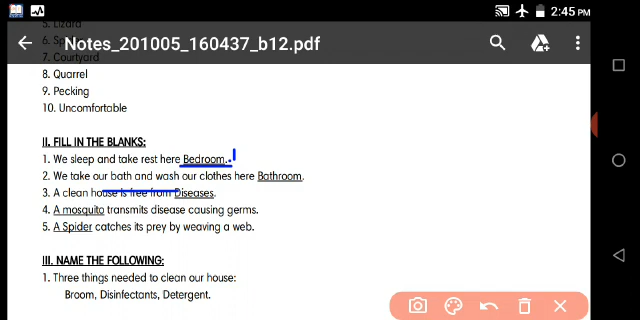 2:45 PM
Notes_201005_160437_b12.pdf
5. Lizard
7. Courtyard
8. Quarrel
9. Pecking
10. Uncomfortable
II. FILL IN THE BLANKS:
1. We sleep and take rest here Bedroom.
2. We take our bath and wash our clothes here Bathroom.
3. A clean house is free from Diseases.
4. A mosquito transmits disease causing germs.
5. A Spider catches its prey by weaving a web.
III. NAME THE FOLLOWING:
1. Three things needed to clean our house:
Broom, Disinfectants, Detergent.